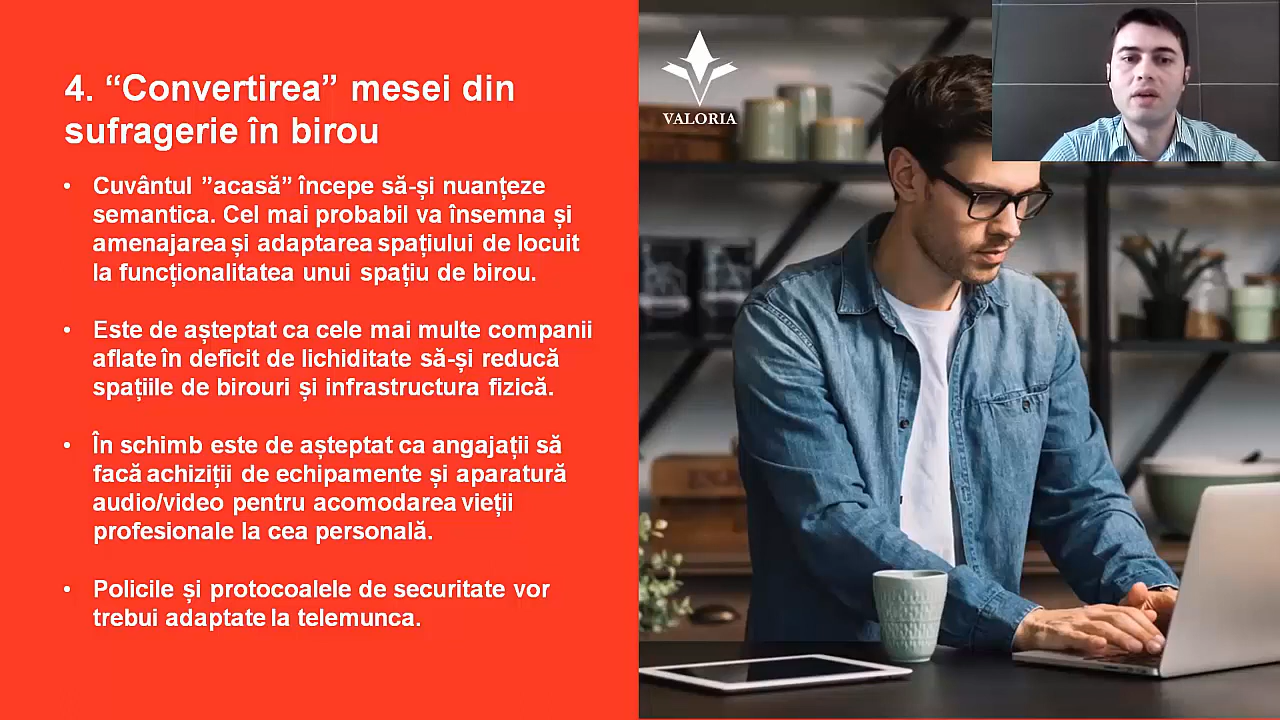 4. “Convertirea” mesei din
sufragerie în birou
• Cuvântul ”acasă” începe să-și nuanțeze
semantica. Cel mai probabil va însemna și
amenajarea și adaptarea spațiului de locuit
la funcționalitatea unui spațiu de birou.
• Este de așteptat ca cele mai multe companii
aflate în deficit de lichiditate să-și reducă
spațiile de birouri și infrastructura fizică.
• În schimb este de așteptat ca angajații să
facă achiziții de echipamente și aparatură
audio/video pentru acomodarea vieții
profesionale la cea personală.
• Policile și protocoalele de securitate vor
trebui adaptate la telemunca.
VALORIA